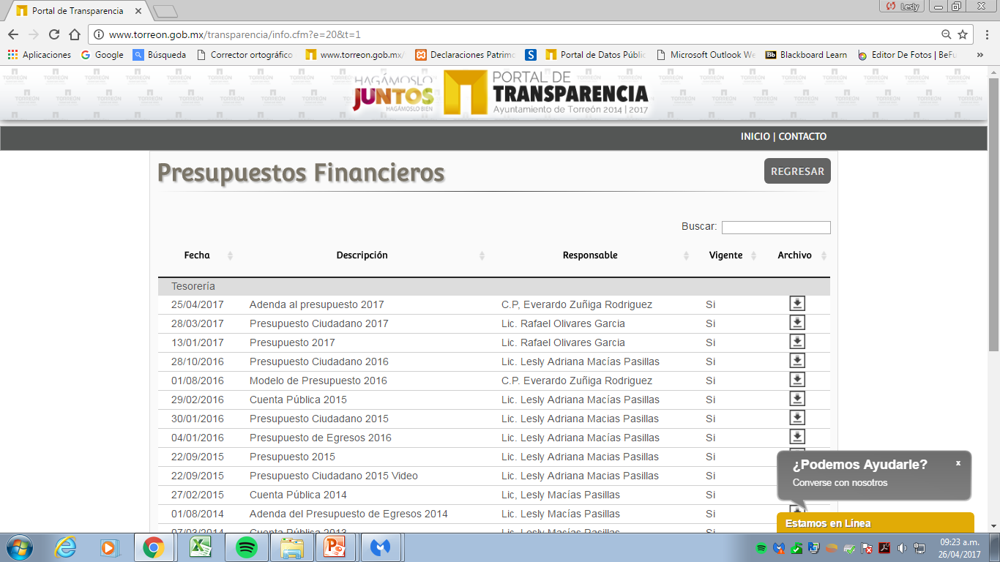 Portal de Transparencia
Lesly
www.torreon.gob.mx/transparencia/info.cfm?e=20&t=1
Aplicaciones Google Búsqueda Corrector ortográfico www.torreon.gob.mx/ Declaraciones Patrim Portal de Datos Públic Microsoft Outlook We Blackboard Learn Editor De Fotos | BeFu »
HAGÁMOSLO JUNTOS HAGÁMOSLO BIEN
PORTAL DE
TRANSPARENCIA
Ayuntamiento de Torreón 2014 | 2017
INICIO | CONTACTO
Presupuestos Financieros
REGRESAR
Buscar:
Fecha Descripción Responsable Vigente Archivo
Tesorería
25/04/2017 Adenda al presupuesto 2017 C.P, Everardo Zuñiga Rodriguez Si
28/03/2017 Presupuesto Ciudadano 2017 Lic. Rafael Olivares Garcia Si
13/01/2017 Presupuesto 2017 Lic. Rafael Olivares Garcia Si
28/10/2016 Presupuesto Ciudadano 2016 Lic. Lesly Adriana Macías Pasillas Si
01/08/2016 Modelo de Presupuesto 2016 C.P. Everardo Zuñiga Rodriguez Si
29/02/2016 Cuenta Pública 2015 Lic. Lesly Adriana Macías Pasillas Si
30/01/2016 Presupuesto Ciudadano 2015 Lic. Lesly Adriana Macias Pasillas Si
04/01/2016 Presupuesto de Egresos 2016 Lic. Lesly Adriana Macías Pasillas Si
22/09/2015 Presupuesto 2015 Lic. Lesly Adriana Macias Pasillas Si
22/09/2015 Presupuesto Ciudadano 2015 Video Lic. Lesly Adriana Macias Pasillas Si
27/02/2015 Cuenta Pública 2014 Lic, Lesly Macías Pasillas Si
01/08/2014 Adenda del Presupuesto de Egresos 2014 Lic. Lesly Macías Pasillas Si
07/03/2014 Cuenta Pública 2013 Lic. Lesly Macías Pasillas Si
¿Podemos Ayudarle? x
Converse con nosotros
Estamos en Línea
09:23 a.m.
26/04/2017